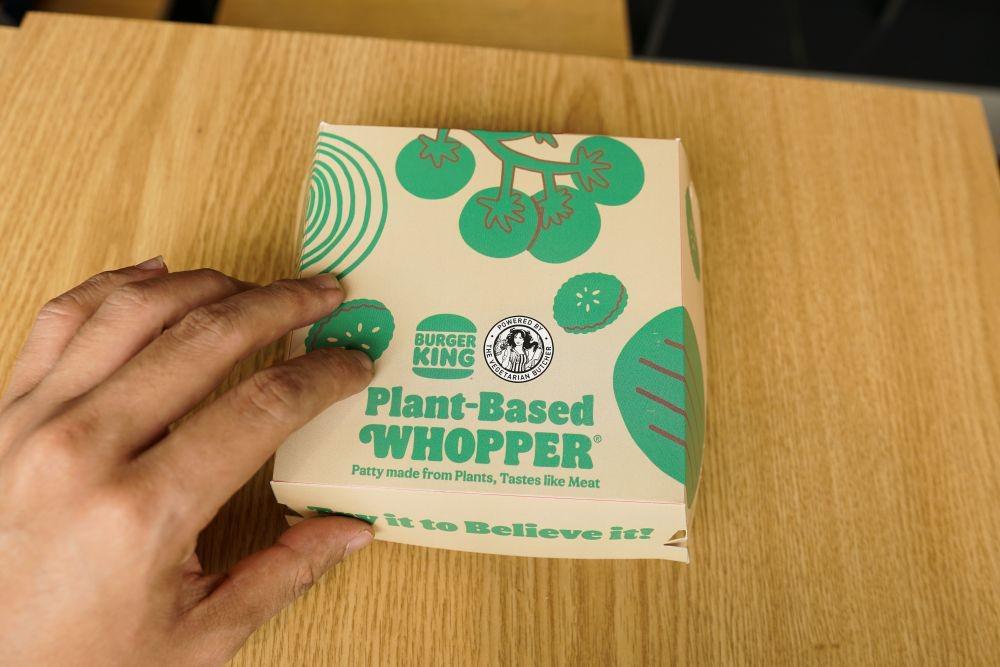 BURGER
KING
POWERED BY
THE VEGETARIAN BUTCHER
Plant-Based
WHOPPER®
Patty made from Plants, Tastes like Meat
it to Believe it!